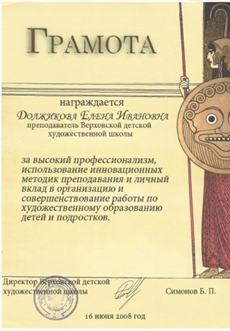 ГРАМОТА
награждается
Должикова Елена Ивановна
преподаватель Верховской детской
художественной школы
за высокий профессионализм,
использование инновационных
методик преподавания и личный
вклад в организацию и
совершенствование работы по
художественному образованию
детей и подростков.
Директор Верховской детской
художественной школы Симонов Б. П.
16 июня 2008 год